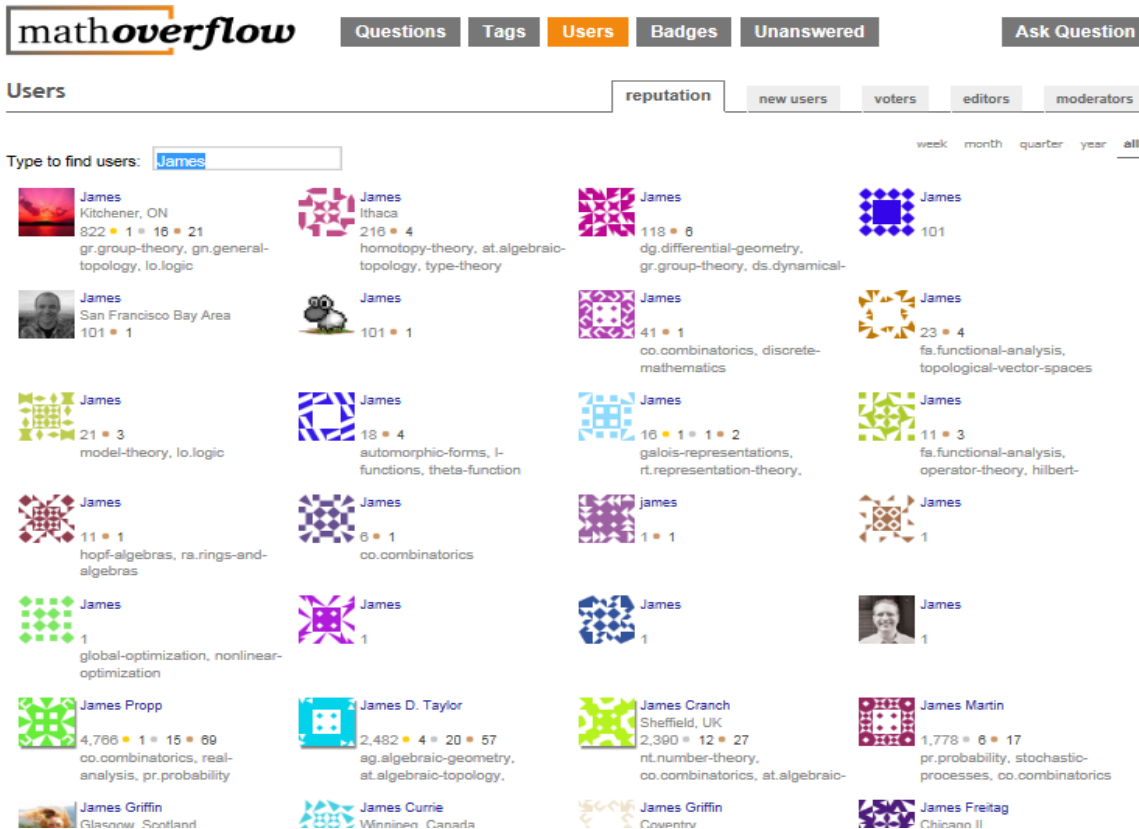 mathoverflow
Questions Tags Users Badges Unanswered Ask Question
Users
reputation new users voters editors moderators
week month quarter year all
Type to find users: James
James
Kitchener, ON
822 1 16 21
gr.group-theory, gn.general-
topology, lo.logic
James
Ithaca
216 4
homotopy-theory, at.algebraic-
topology, type-theory
James
118 6
dg.differential-geometry,
gr.group-theory, ds.dynamical-
James
101
James
San Francisco Bay Area
101 1
James
101 1
James
41 1
co.combinatorics, discrete-
mathematics
James
23 4
fa.functional-analysis,
topological-vector-spaces
James
21 3
model-theory, lo.logic
James
18 4
automorphic-forms, l-
functions, theta-function
James
16 1 1 2
galois-representations,
rt.representation-theory,
James
11 3
fa.functional-analysis,
operator-theory, hilbert-
James
11 1
hopf-algebras, ra.rings-and-
algebras
James
6 1
co.combinatorics
james
1 1
James
1
James
1
global-optimization, nonlinear-
optimization
James
1
James
1
James
1
James Propp
4,766 1 15 69
co.combinatorics, real-
analysis, pr.probability
James D. Taylor
2,482 4 20 57
ag.algebraic-geometry,
at.algebraic-topology,
James Cranch
Sheffield, UK
2,390 12 27
nt.number-theory,
co.combinatorics, at.algebraic-
James Martin
1,778 6 17
pr.probability, stochastic-
processes, co.combinatorics
James Griffin
Glasgow, Scotland
James Currie
Winnipeg, Canada
James Griffin
Coventry
James Freitag
Chicago Il